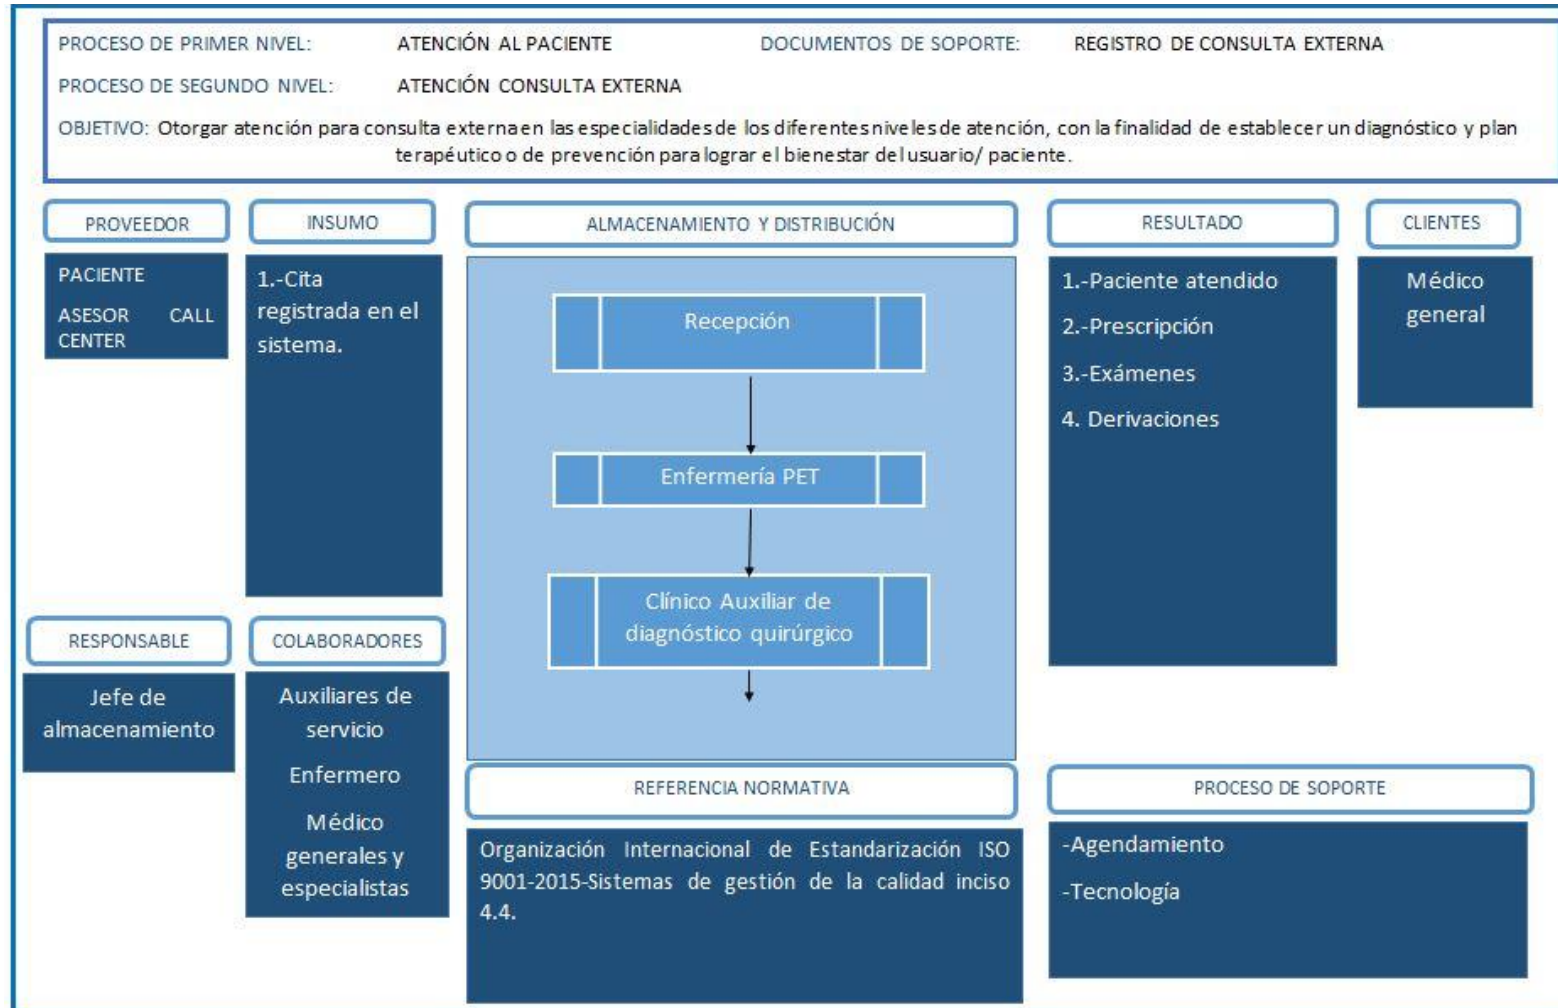 PROCESO DE PRIMER NIVEL: ATENCIÓN AL PACIENTE DOCUMENTOS DE SOPORTE: REGISTRO DE CONSULTA EXTERNA
PROCESO DE SEGUNDO NIVEL: ATENCIÓN CONSULTA EXTERNA
OBJETIVO: Otorgar atención para consulta externa en las especialidades de los diferentes niveles de atención, con la finalidad de establecer un diagnóstico y plan
terapéutico o de prevención para lograr el bienestar del usuario/ paciente.
PROVEEDOR
PACIENTE
ASESOR CALL
CENTER
INSUMO
1.-Cita
registrada en el
sistema.
ALMACENAMIENTO Y DISTRIBUCIÓN
Recepción
Enfermería PET
Clínico Auxiliar de
diagnóstico quirúrgico
RESULTADO
1.-Paciente atendido
2.-Prescripción
3.-Exámenes
4. Derivaciones
CLIENTES
Médico
general
RESPONSABLE
Jefe de
almacenamiento
COLABORADORES
Auxiliares de
servicio
Enfermero
Médico
generales y
especialistas
REFERENCIA NORMATIVA
Organización Internacional de Estandarización ISO
9001-2015-Sistemas de gestión de la calidad inciso
4.4.
PROCESO DE SOPORTE
-Agendamiento
-Tecnología